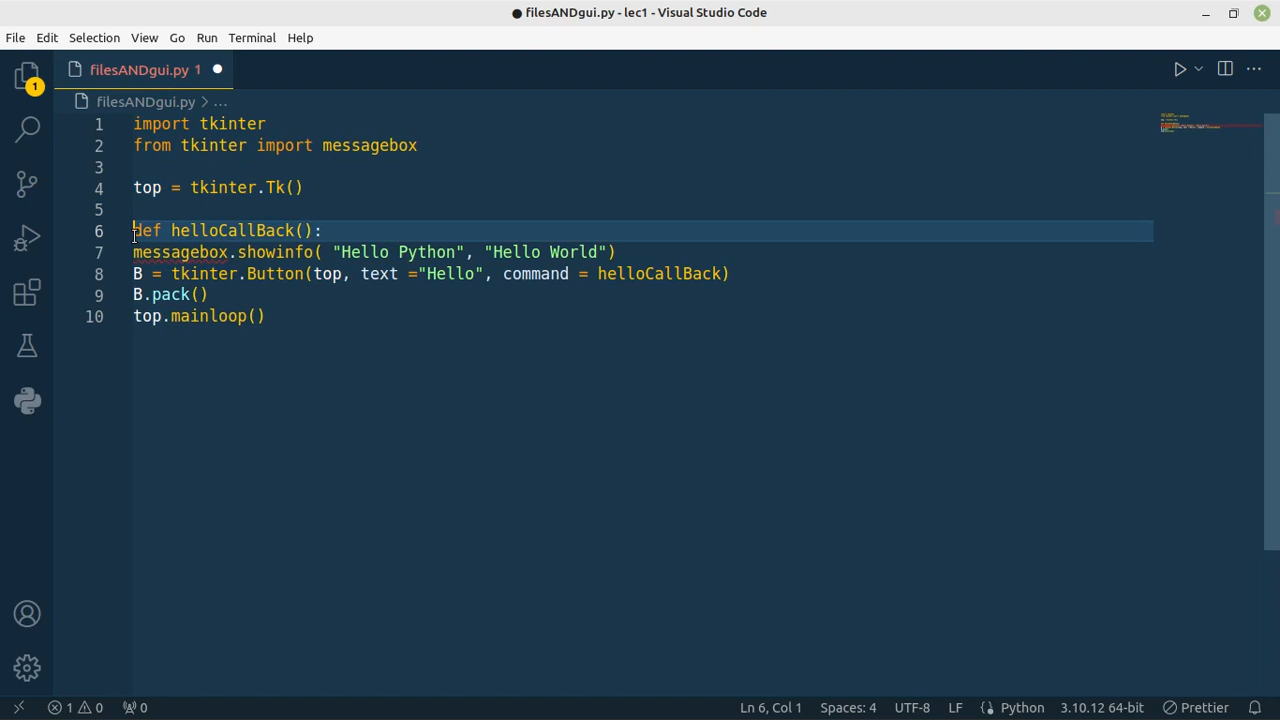 ● filesANDgui.py - lec1 - Visual Studio Code
File Edit Selection View Go Run Terminal Help
1
filesANDgui.py 1
filesANDgui.py > ...
1 import tkinter
2 from tkinter import messagebox
3
4 top = tkinter.Tk()
5
6 def helloCallBack():
7 messagebox.showinfo( "Hello Python", "Hello World")
8 B = tkinter.Button(top, text ="Hello", command = helloCallBack)
9 B.pack()
10 top.mainloop()
1 0 0 Ln 6, Col 1 Spaces: 4 UTF-8 LF Python 3.10.12 64-bit Prettier